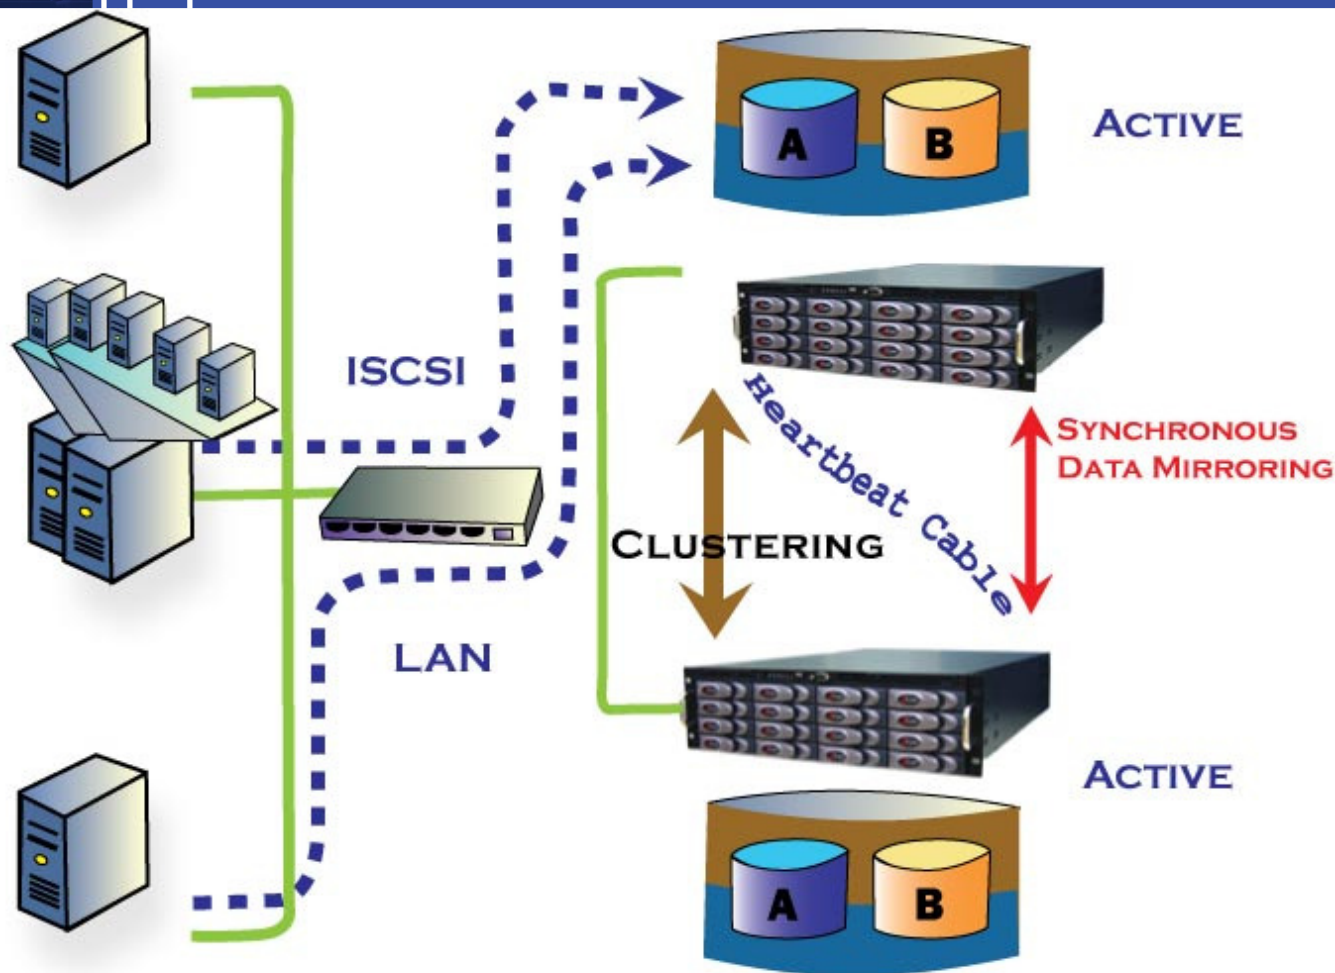 A
B
ACTIVE
ISCSI
Heartbeat Cable
SYNCHRONOUS
DATA MIRRORING
CLUSTERING
LAN
ACTIVE
A
B